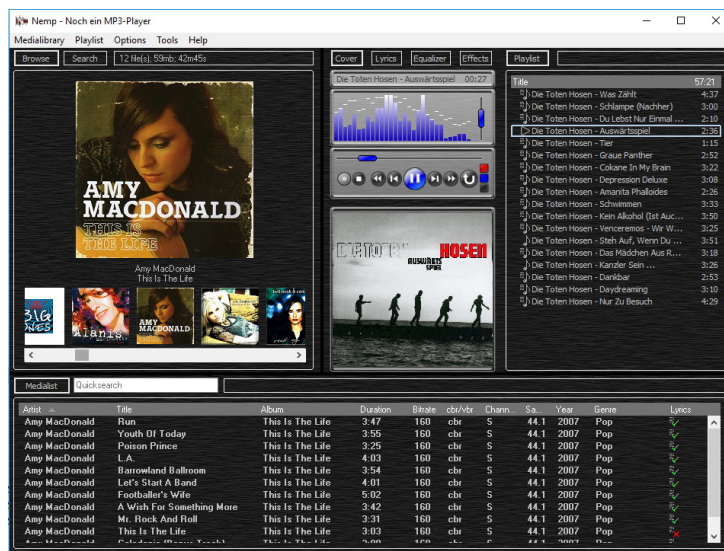 Nemp - Noch ein MP3-Player
Medialibrary Playlist Options Tools Help
Browse Search 12 file(s); 59mb; 42m45s
AMY
MACDONALD
THIS IS
THE LIFE
Amy MacDonald
This Is The Life
BIG
ONES
Alanis
AMY
MACDONALD
Cover Lyrics Equalizer Effects
Die Toten Hosen - Auswärtsspiel 00:27
DIE TOTEN HOSEN
AUSWÄRTS
SPIEL
Playlist
Title 57:21
Die Toten Hosen - Was Zählt 4:37
Die Toten Hosen - Schlampe (Nachher) 3:00
Die Toten Hosen - Du Lebst Nur Einmal ... 2:10
Die Toten Hosen - Auswärtsspiel 2:36
Die Toten Hosen - Tier 1:15
Die Toten Hosen - Graue Panther 2:52
Die Toten Hosen - Cokane In My Brain 3:22
Die Toten Hosen - Depression Deluxe 3:08
Die Toten Hosen - Amanita Phalloides 2:26
Die Toten Hosen - Schwimmen 3:33
Die Toten Hosen - Kein Alkohol (Ist Auc... 3:50
Die Toten Hosen - Venceremos - Wir W... 3:25
Die Toten Hosen - Steh Auf, Wenn Du ... 3:51
Die Toten Hosen - Das Mädchen Aus R... 3:18
Die Toten Hosen - Kanzler Sein ... 3:26
Die Toten Hosen - Dankbar 2:53
Die Toten Hosen - Daydreaming 3:10
Die Toten Hosen - Nur Zu Besuch 4:29
Medialist Quicksearch
Artist Title Album Duration Bitrate cbr/vbr Chann... Sa... Year Genre Lyrics
Amy MacDonald Run This Is The Life 3:47 160 cbr S 44.1 2007 Pop
Amy MacDonald Youth Of Today This Is The Life 3:55 160 cbr S 44.1 2007 Pop
Amy MacDonald Poison Prince This Is The Life 3:25 160 cbr S 44.1 2007 Pop
Amy MacDonald L.A. This Is The Life 4:03 160 cbr S 44.1 2007 Pop
Amy MacDonald Barrowland Ballroom This Is The Life 3:54 160 cbr S 44.1 2007 Pop
Amy MacDonald Let's Start A Band This Is The Life 4:01 160 cbr S 44.1 2007 Pop
Amy MacDonald Footballer's Wife This Is The Life 5:02 160 cbr S 44.1 2007 Pop
Amy MacDonald A Wish For Something More This Is The Life 3:42 160 cbr S 44.1 2007 Pop
Amy MacDonald Mr. Rock And Roll This Is The Life 3:31 160 cbr S 44.1 2007 Pop
Amy MacDonald This Is The Life This Is The Life 3:03 160 cbr S 44.1 2007 Pop